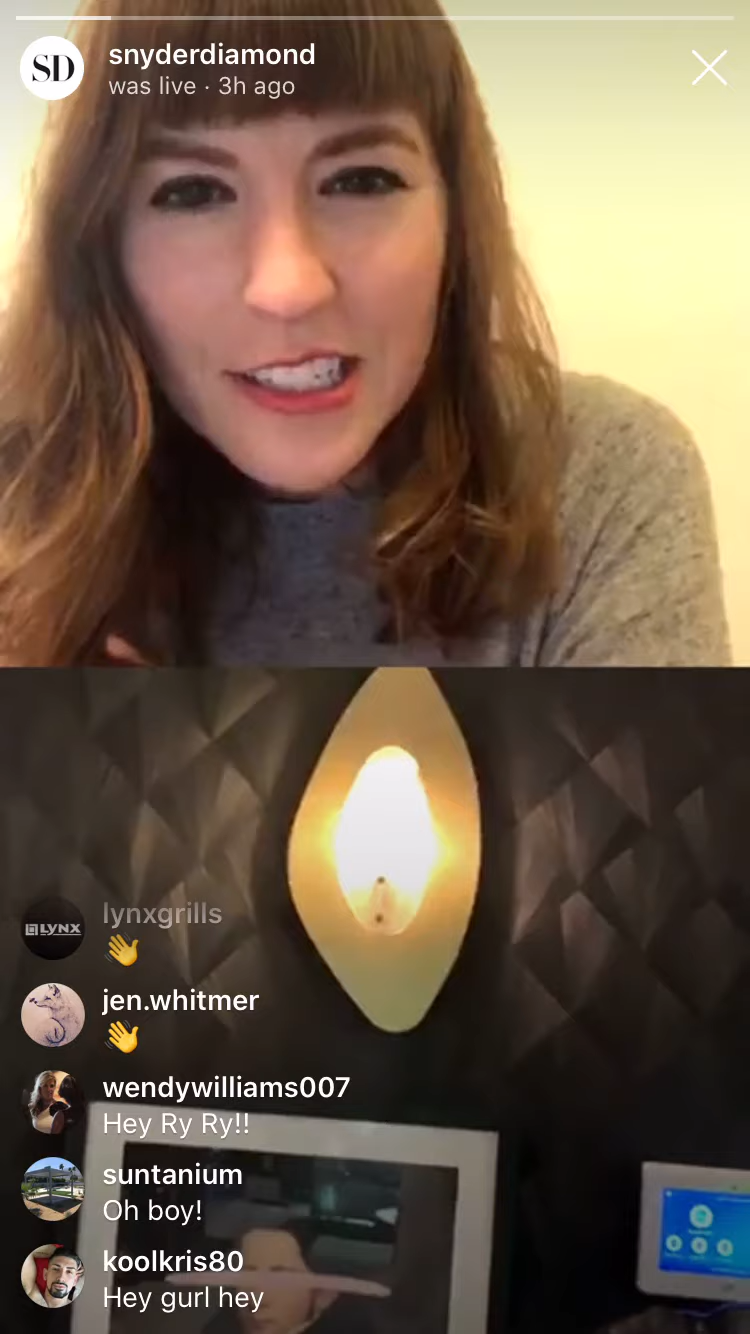 SD
snyderdiamond
was live · 3h ago
LYNX
lynxgrills
👋
jen.whitmer
👋
wendywilliams007
Hey Ry Ry!!
suntanium
Oh boy!
koolkris80
Hey gurl hey